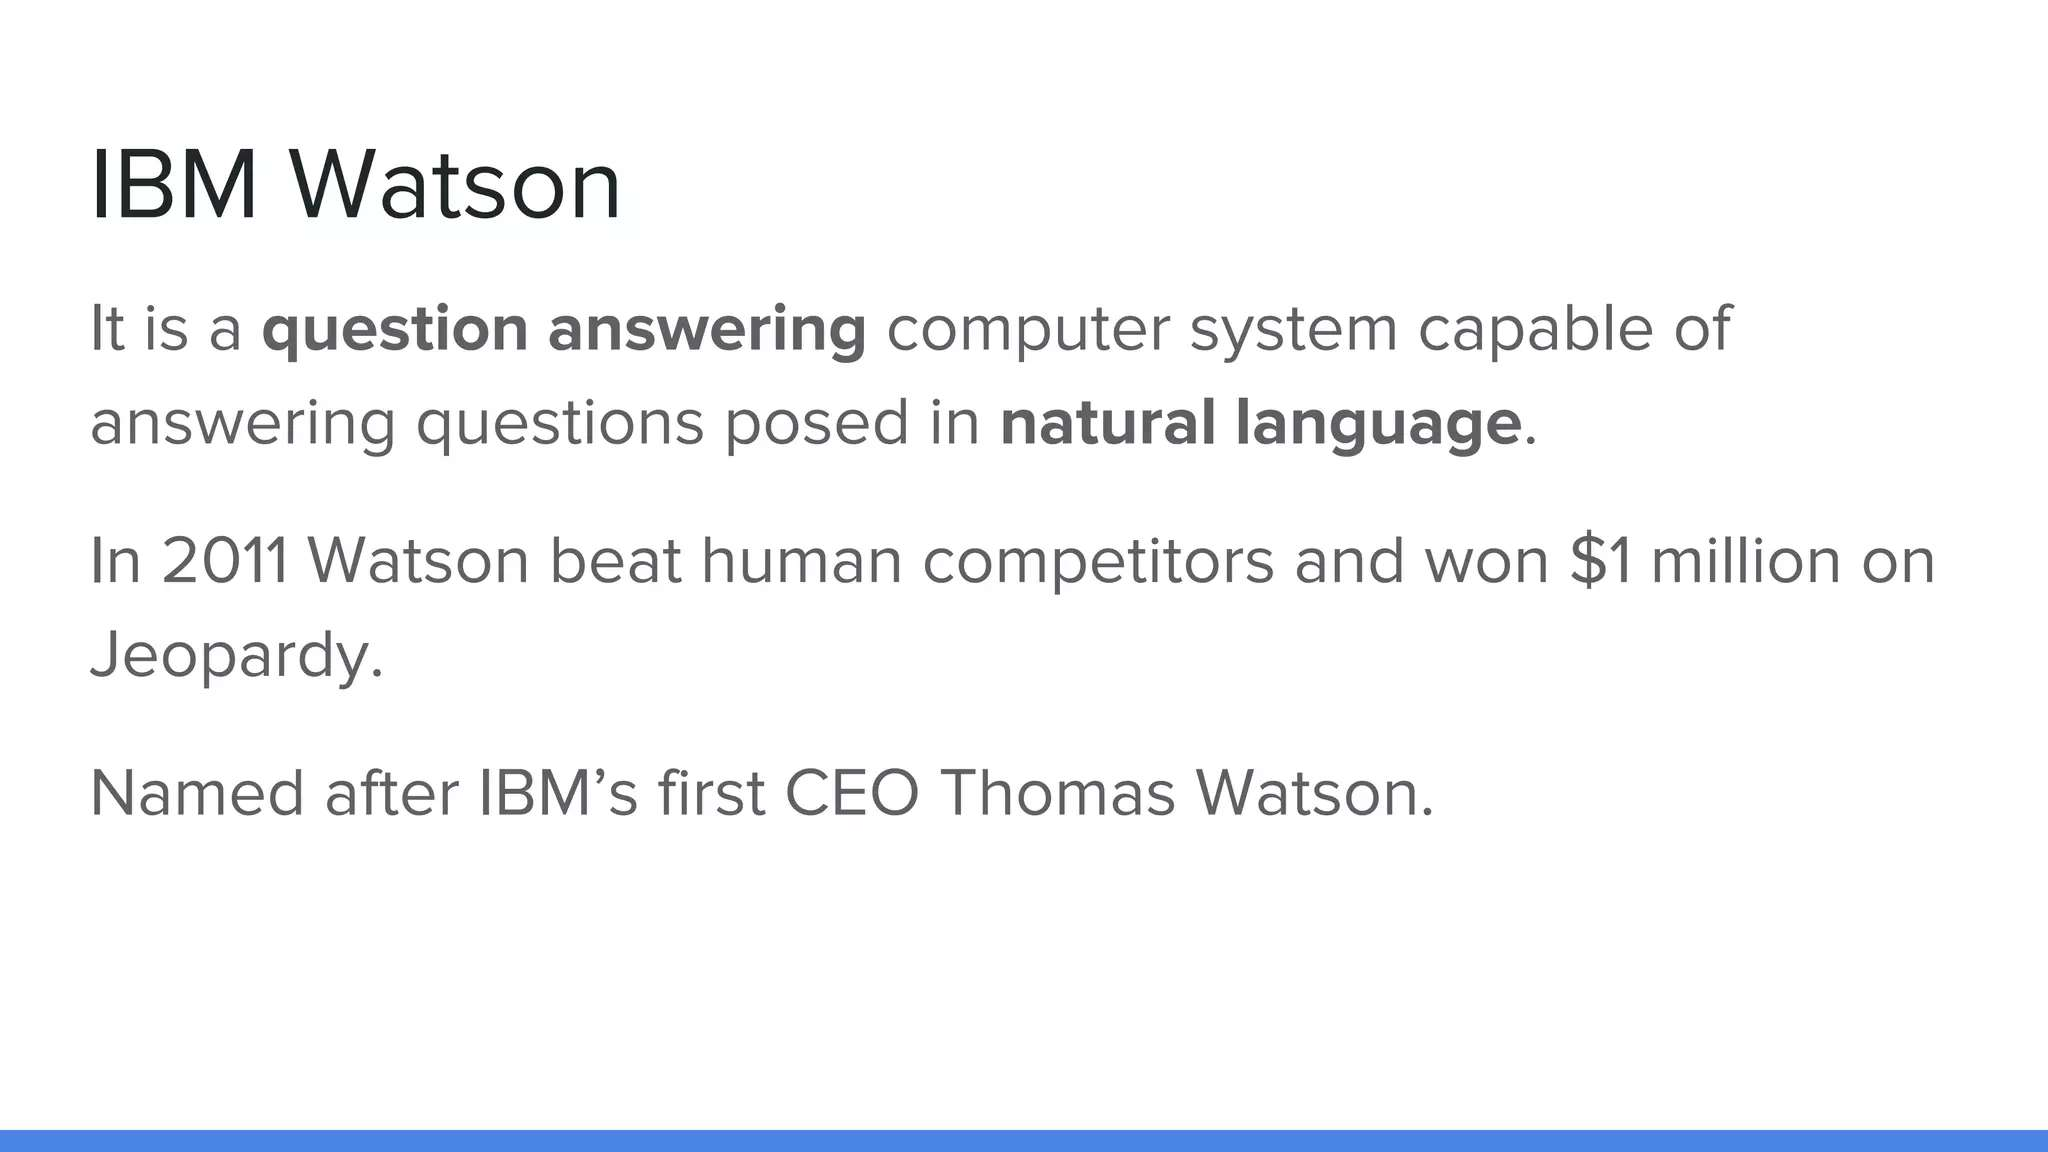 IBM Watson
It is a question answering computer system capable of
answering questions posed in natural language.
In 2011 Watson beat human competitors and won $1 million on
Jeopardy.
Named after IBM’s first CEO Thomas Watson.